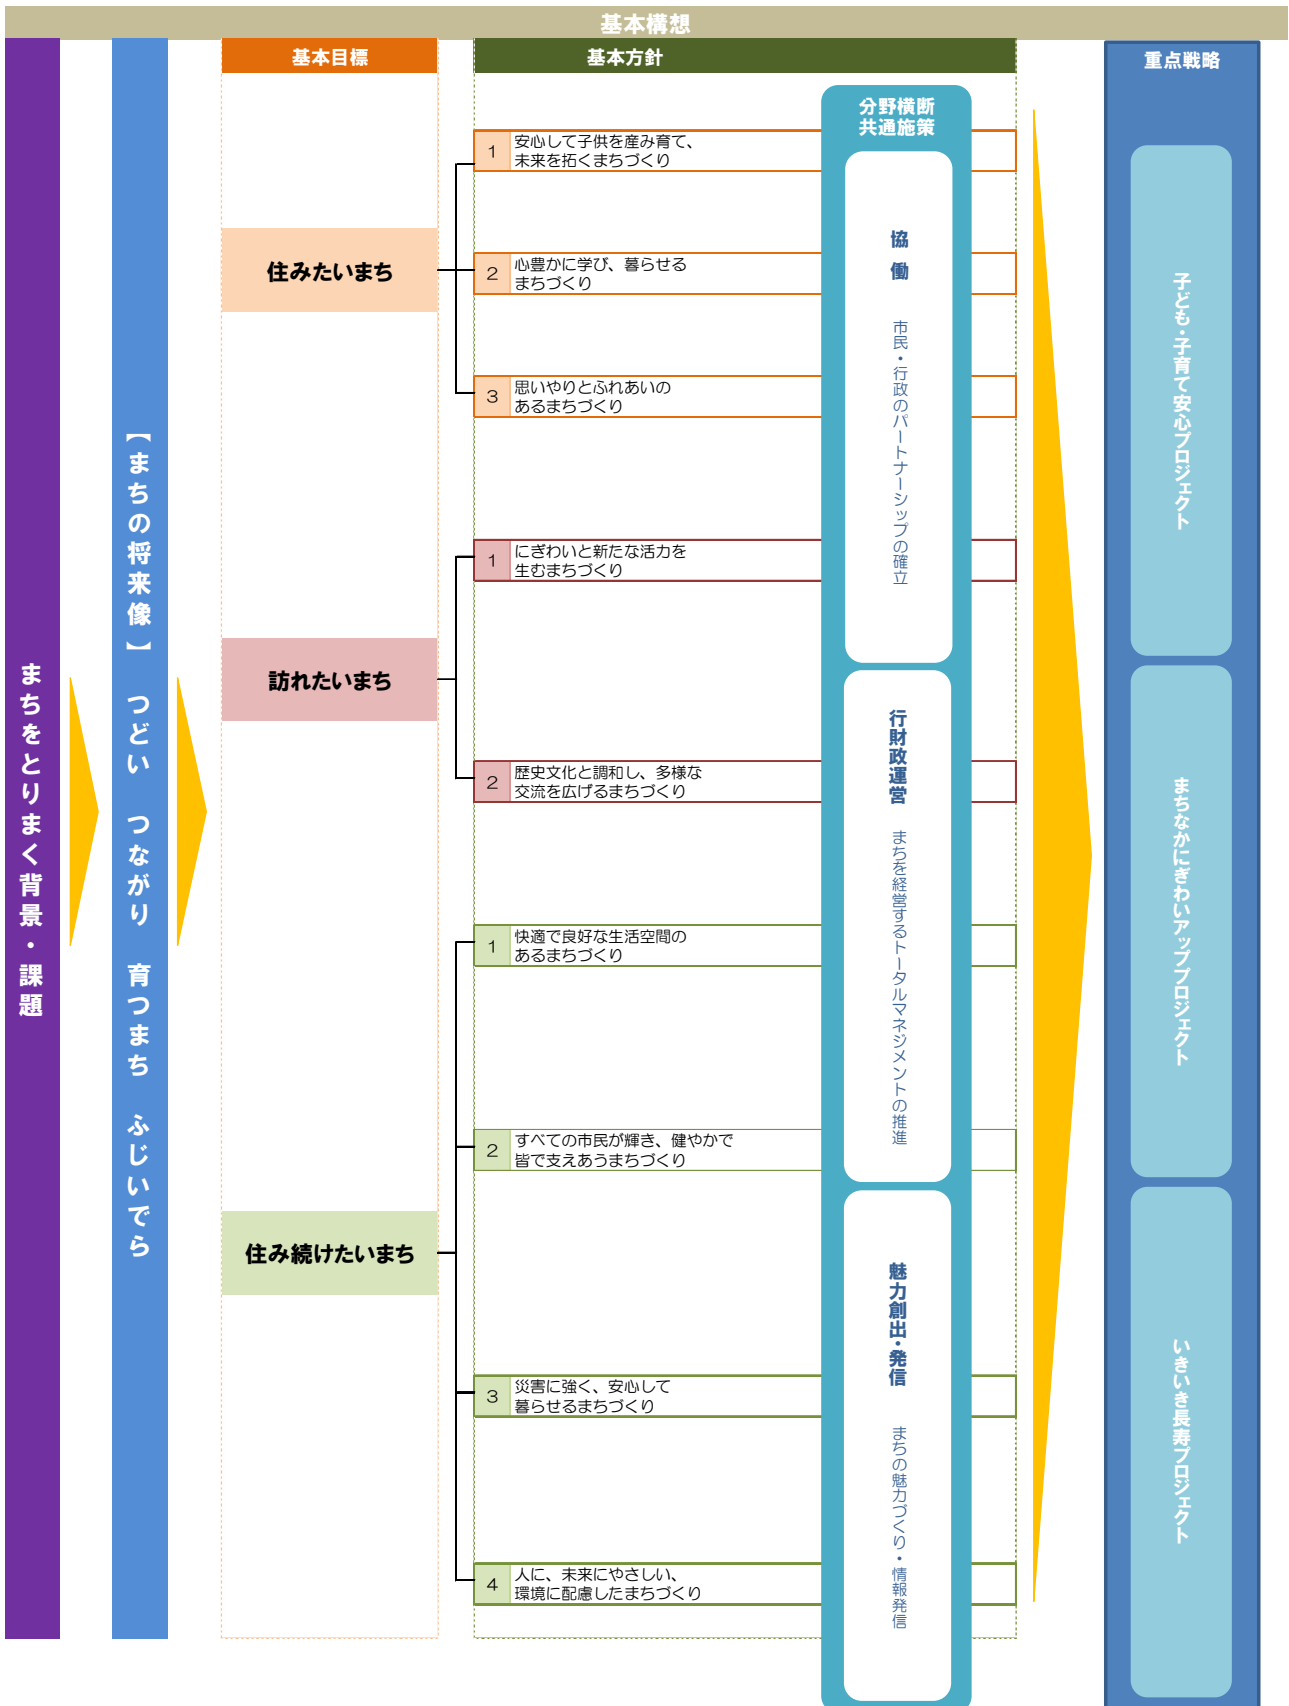 基本構想
まちをとりまく背景・課題
【まちの将来像】 つどい つながり 育つまち ふじいでら
基本目標
住みたいまち
訪れたいまち
住み続けたいまち
基本方針
1
安心して子供を産み育て、
未来を拓くまちづくり
2
心豊かに学び、暮らせる
まちづくり
3
思いやりとふれあいの
あるまちづくり
1
にぎわいと新たな活力を
生むまちづくり
2
歴史文化と調和し、多様な
交流を広げるまちづくり
1
快適で良好な生活空間の
あるまちづくり
2
すべての市民が輝き、健やかで
皆で支えあうまちづくり
3
災害に強く、安心して
暮らせるまちづくり
4
人に、未来にやさしい、
環境に配慮したまちづくり
分野横断
共通施策
協 働 市民・行政のパートナーシップの確立
行財政運営 まちを経営するトータルマネジメントの推進
魅力創出・発信 まちの魅力づくり・情報発信
重点戦略
子ども・子育て安心プロジェクト
まちなかにぎわいアッププロジェクト
いきいき長寿プロジェクト